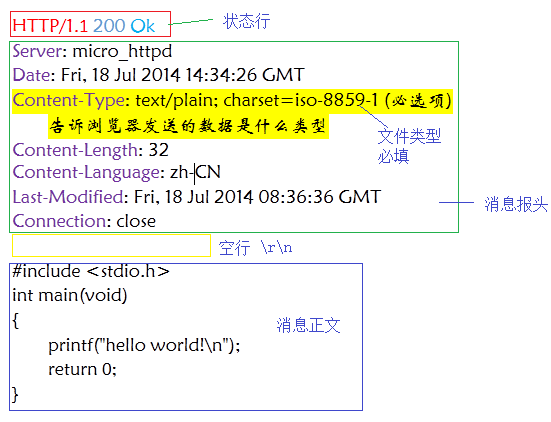 HTTP/1.1 200 Ok
状态行
Server: micro_httpd
Date: Fri, 18 Jul 2014 14:34:26 GMT
Content-Type: text/plain; charset=iso-8859-1 (必选项)
告诉浏览器发送的数据是什么类型
文件类型
必填
Content-Length: 32
Content-Language: zh-CN
Last-Modified: Fri, 18 Jul 2014 08:36:36 GMT
消息报头
Connection: close
空行 \r\n
#include <stdio.h>
int main(void)
{
消息正文
printf("hello world!\n");
return 0;
}